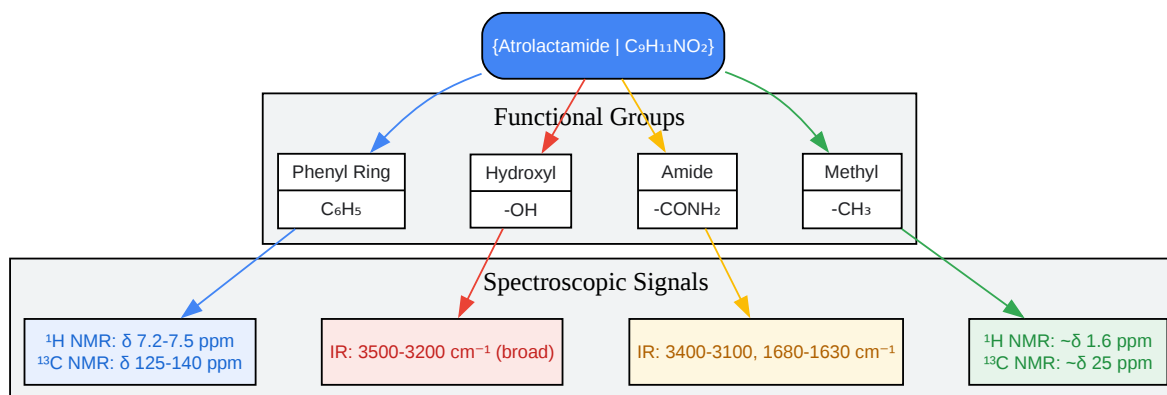 {Atrolactamide | C₉H₁₁NO₂}
Functional Groups
Phenyl Ring
C₆H₅
Hydroxyl
-OH
Amide
-CONH₂
Methyl
-CH₃
Spectroscopic Signals
¹H NMR: δ 7.2-7.5 ppm
¹³C NMR: δ 125-140 ppm
IR: 3500-3200 cm⁻¹ (broad)
IR: 3400-3100, 1680-1630 cm⁻¹
¹H NMR: ~δ 1.6 ppm
¹³C NMR: ~δ 25 ppm